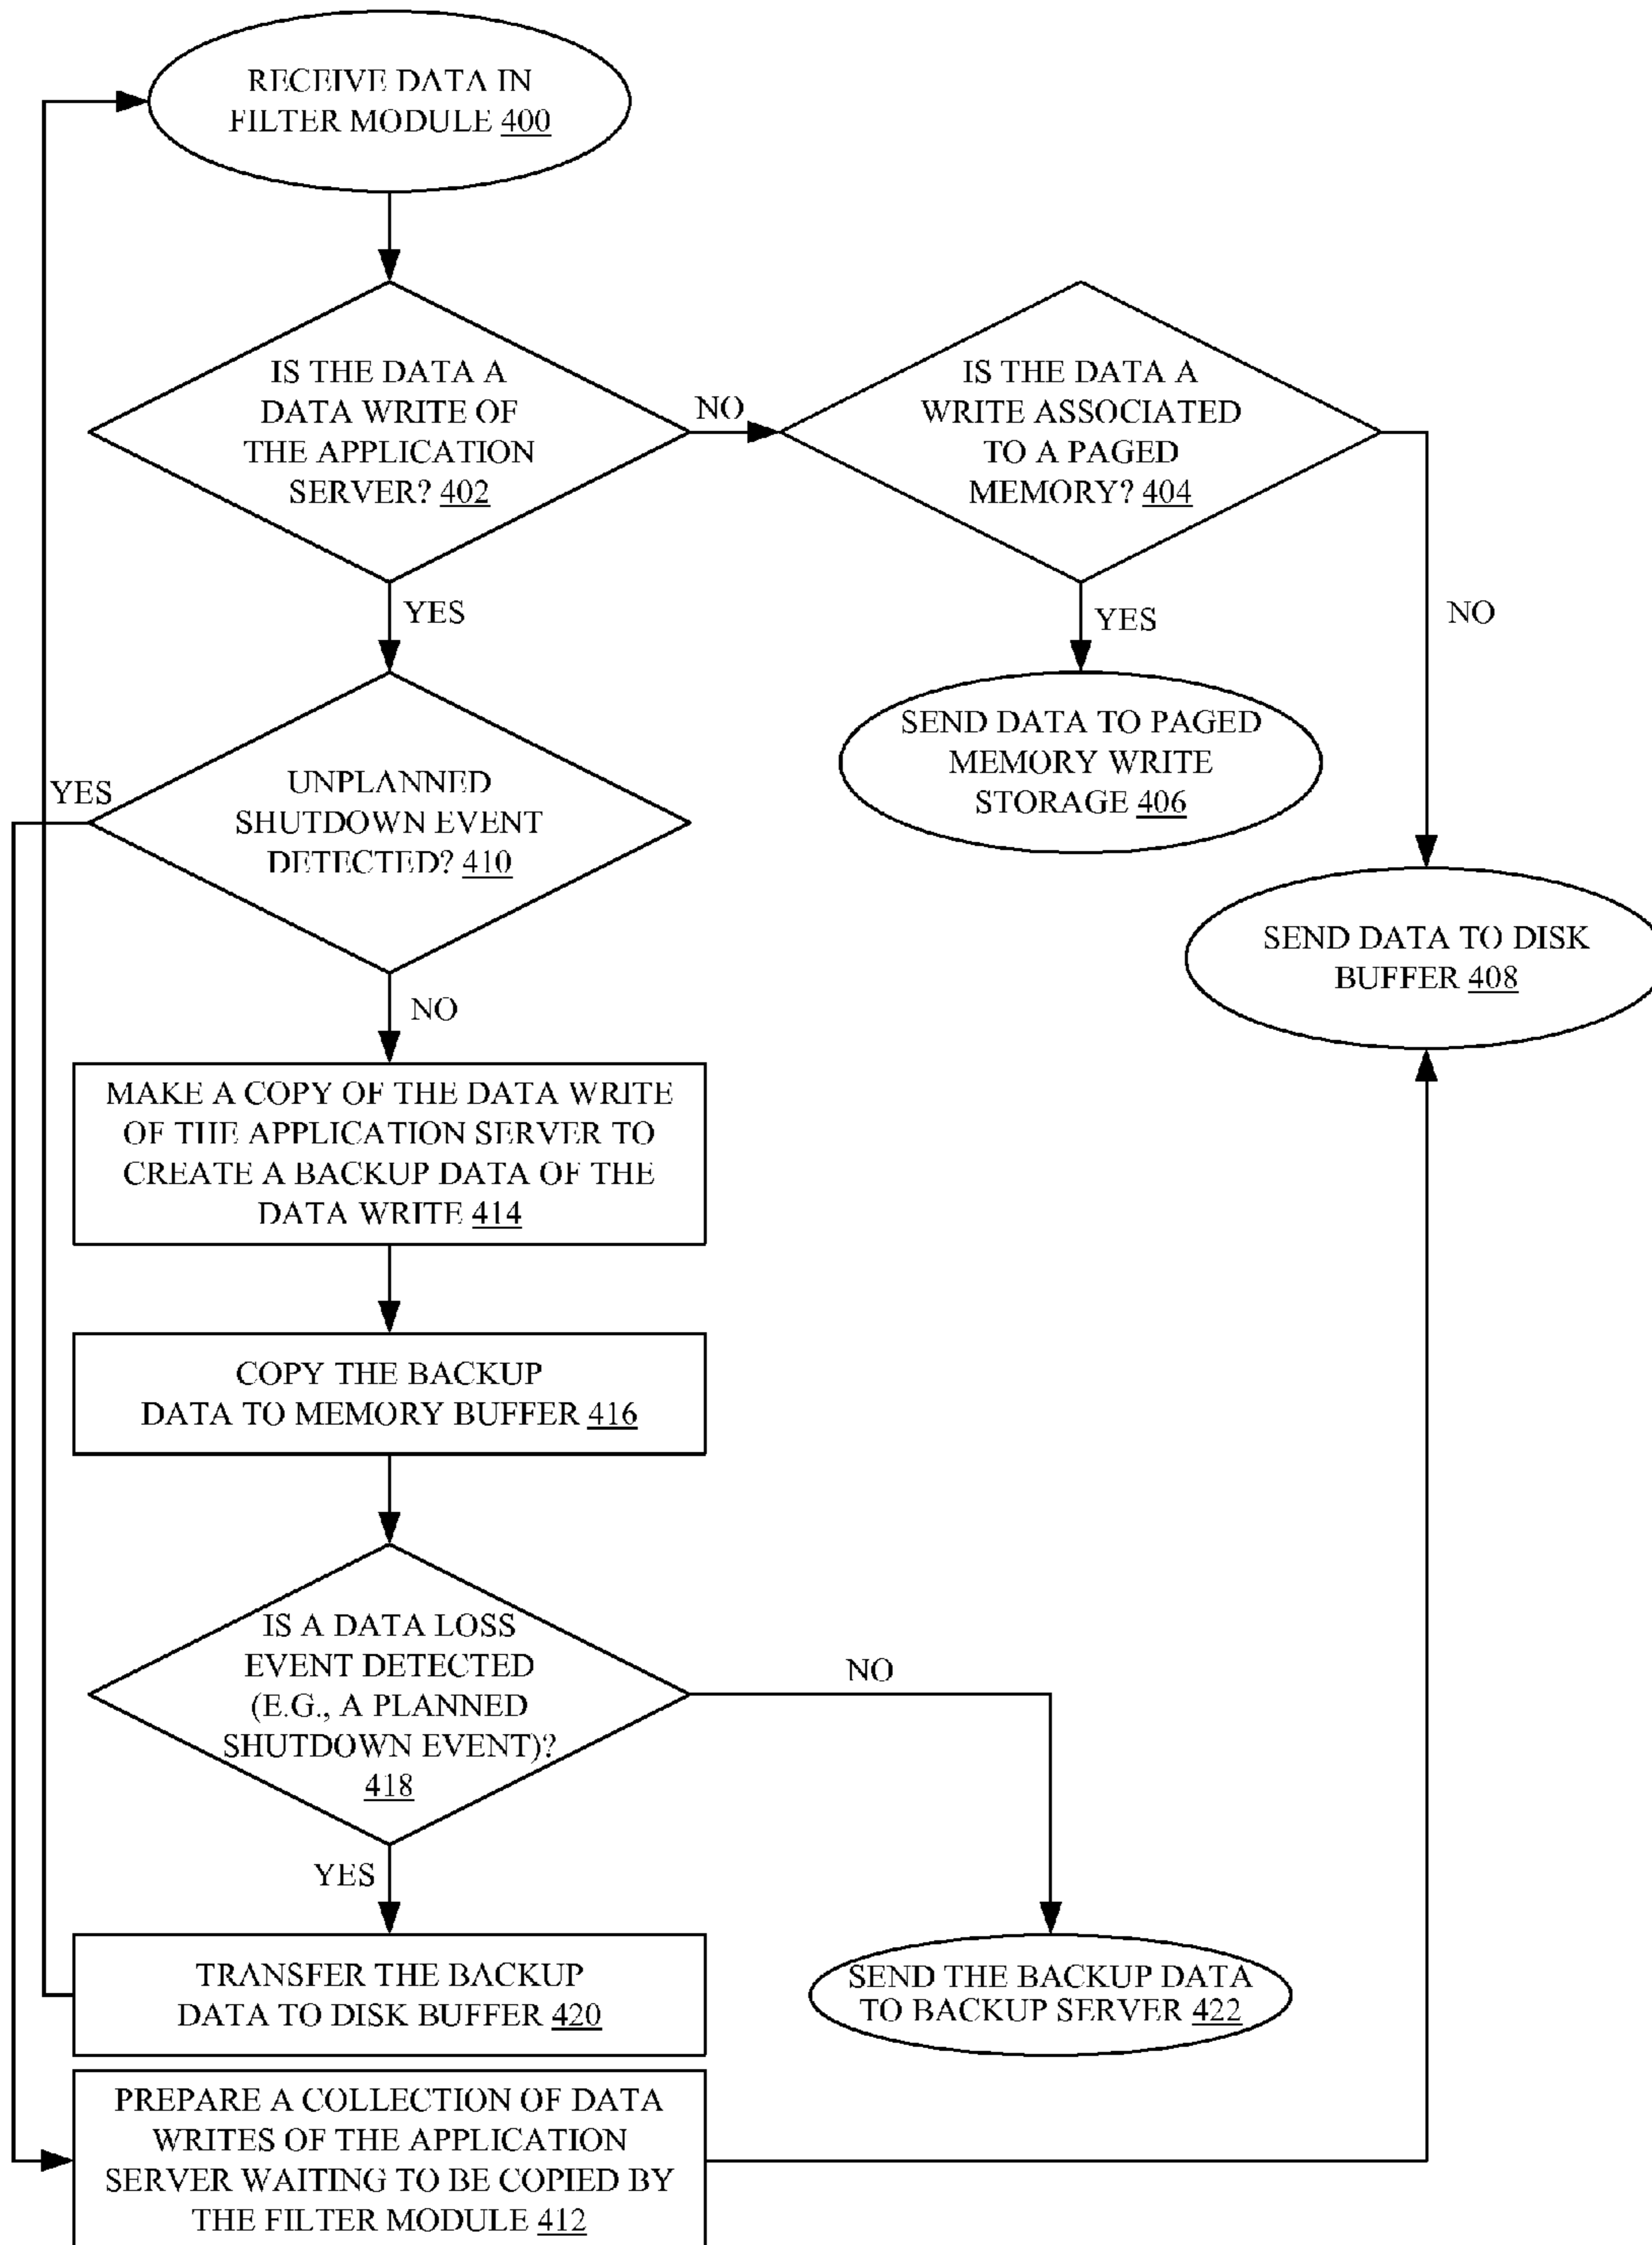 RECEIVE DATA IN
FILTER MODULE 400
IS THE DATA A
DATA WRITE OF
THE APPLICATION
SERVER? 402
NO
IS THE DATA A
WRITE ASSOCIATED
TO A PAGED
MEMORY? 404
YES
YES
NO
SEND DATA TO PAGED
MEMORY WRITE
STORAGE 406
YES
UNPLANNED
SHUTDOWN EVENT
DETECTED? 410
SEND DATA TO DISK
BUFFER 408
NO
MAKE A COPY OF THE DATA WRITE
OF THE APPLICATION SERVER TO
CREATE A BACKUP DATA OF THE
DATA WRITE 414
COPY THE BACKUP
DATA TO MEMORY BUFFER 416
IS A DATA LOSS
EVENT DETECTED
(E.G., A PLANNED
SHUTDOWN EVENT)?
418
NO
YES
TRANSFER THE BACKUP
DATA TO DISK BUFFER 420
SEND THE BACKUP DATA
TO BACKUP SERVER 422
PREPARE A COLLECTION OF DATA
WRITES OF THE APPLICATION
SERVER WAITING TO BE COPIED BY
THE FILTER MODULE 412